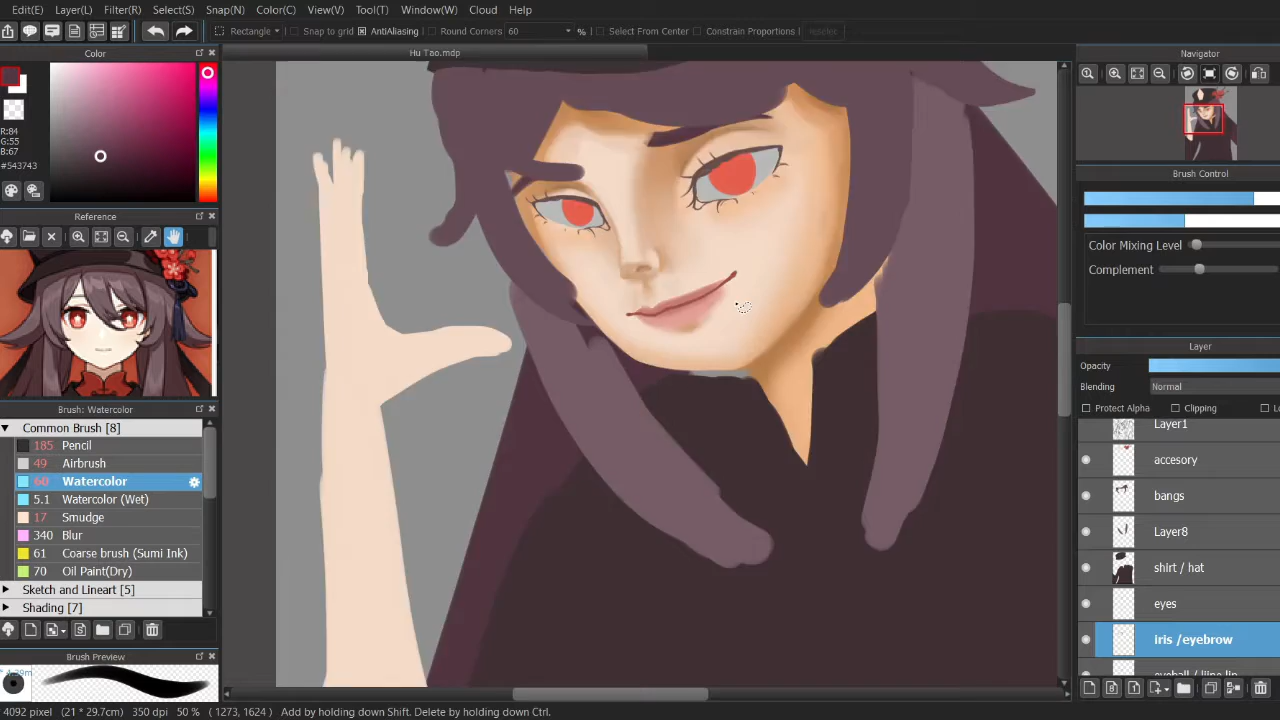 Edit(E) Layer(L) Filter(R) Select(S) Snap(N) Color(C) View(V) Tool(T) Window(W) Cloud Help
Rectangle Snap to grid AntiAliasing Round Corners 60 % Select From Center Constrain Proportions Reselect
Color
Hu Tao.mdp
Navigator
R:84
G:55
B:67
#543743
Brush Control
Reference
Color Mixing Level
Complement
Layer
Opacity
Blending Normal
Protect Alpha Clipping Lo
Brush: Watercolor
Common Brush [8]
185 Pencil
49 Airbrush
60 Watercolor
5.1 Watercolor (Wet)
17 Smudge
340 Blur
61 Coarse brush (Sumi Ink)
70 Oil Paint(Dry)
Sketch and Lineart [5]
Shading [7]
Layer1
accesory
bangs
Layer8
shirt / hat
eyes
iris /eyebrow
Brush Preview
4092 pixel (21 * 29.7cm) 350 dpi 50 % ( 1273, 1624 ) Add by holding down Shift. Delete by holding down Ctrl.